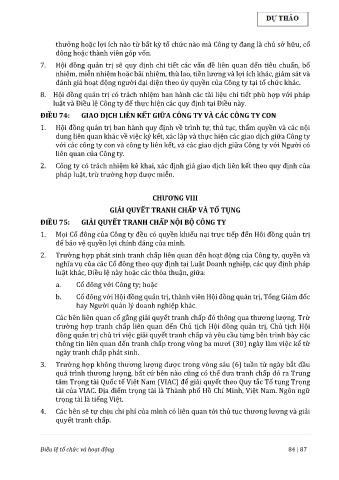 DỰ THẢO
thưởng hoặc lợi ích nào từ bất kỳ tổ chức nào mà Công ty đang là chủ sở hữu, cổ
đông hoặc thành viên góp vốn.
7. Hội đồng quản trị sẽ quy định chi tiết các vấn đề liên quan đến tiêu chuẩn, bổ
nhiệm, miễn nhiệm hoặc bãi nhiệm, thù lao, tiền lương và lợi ích khác, giám sát và
đánh giá hoạt động người đại diện theo ủy quyền của Công ty tại tổ chức khác.
8. Hội đồng quản trị có trách nhiệm ban hành các tài liệu chi tiết phù hợp với pháp
luật và Điều lệ Công ty để thực hiện các quy định tại Điều này.
ĐIỀU 74: GIAO DỊCH LIÊN KẾT GIỮA CÔNG TY VÀ CÁC CÔNG TY CON
1. Hội đồng quản trị ban hành quy định về trình tự, thủ tục, thẩm quyền và các nội
dung liên quan khác về việc ký kết, xác lập và thực hiện các giao dịch giữa Công ty
với các công ty con và công ty liên kết, và các giao dịch giữa Công ty với Người có
liên quan của Công ty.
2. Công ty có trách nhiệm kê khai, xác định giá giao dịch liên kết theo quy định của
pháp luật, trừ trường hợp được miễn.
CHƯƠNG VIII
GIẢI QUYẾT TRANH CHẤP VÀ TỐ TỤNG
ĐIỀU 75: GIẢI QUYẾT TRANH CHẤP NỘI BỘ CÔNG TY
1. Mọi Cổ đông của Công ty đều có quyền khiếu nại trực tiếp đến Hội đồng quản trị
để bảo vệ quyền lợi chính đáng của mình.
2. Trường hợp phát sinh tranh chấp liên quan đến hoạt động của Công ty, quyền và
nghĩa vụ của các Cổ đông theo quy định tại Luật Doanh nghiệp, các quy định pháp
luật khác, Điều lệ này hoặc các thỏa thuận, giữa:
a. Cổ đông với Công ty; hoặc
b. Cổ đông với Hội đồng quản trị, thành viên Hội đồng quản trị, Tổng Giám đốc
hay Người quản lý doanh nghiệp khác.
Các bên liên quan cố gắng giải quyết tranh chấp đó thông qua thương lượng. Trừ
trường hợp tranh chấp liên quan đến Chủ tịch Hội đồng quản trị, Chủ tịch Hội
đồng quản trị chủ trì việc giải quyết tranh chấp và yêu cầu từng bên trình bày các
thông tin liên quan đến tranh chấp trong vòng ba mươi (30) ngày làm việc kể từ
ngày tranh chấp phát sinh.
3. Trường hợp không thương lượng được trong vòng sáu (6) tuần từ ngày bắt đầu
quá trình thương lượng, bất cứ bên nào cũng có thể đưa tranh chấp đó ra Trung
tâm Trọng tài Quốc tế Việt Nam (VIAC) để giải quyết theo Quy tắc Tố tụng Trọng
tài của VIAC. Địa điểm trọng tài là Thành phố Hồ Chí Minh, Việt Nam. Ngôn ngữ
trọng tài là tiếng Việt.
4. Các bên sẽ tự chịu chi phí của mình có liên quan tới thủ tục thương lượng và giải
quyết tranh chấp.
Điều lệ tổ chức và hoạt động 84 | 87